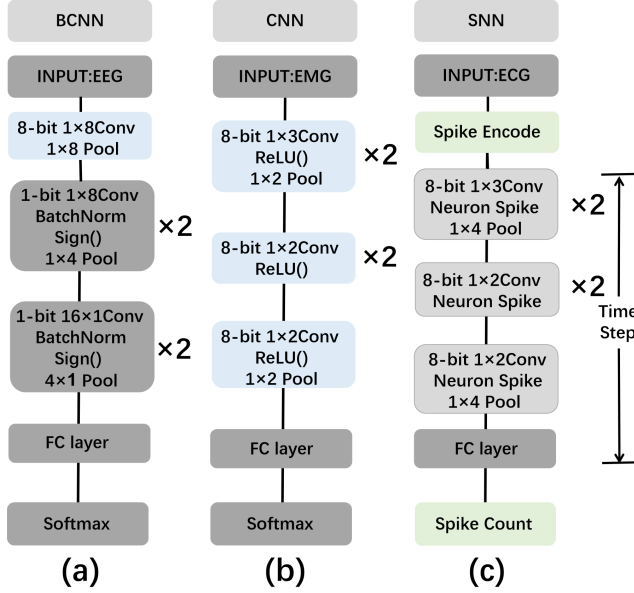 BCNN
INPUT:EEG
8-bit 1×8Conv
1×8 Pool
1-bit 1×8Conv
BatchNorm
Sign()
1×4 Pool
×2
1-bit 16×1Conv
BatchNorm
Sign()
4×1 Pool
×2
FC layer
Softmax
(a)
CNN
INPUT:EMG
8-bit 1×3Conv
ReLU()
1×2 Pool
×2
8-bit 1×2Conv
ReLU()
×2
8-bit 1×2Conv
ReLU()
1×2 Pool
FC layer
Softmax
(b)
SNN
INPUT:ECG
Spike Encode
8-bit 1×3Conv
Neuron Spike
1×4 Pool
×2
8-bit 1×2Conv
Neuron Spike
×2
8-bit 1×2Conv
Neuron Spike
1×4 Pool
FC layer
Time
Step
Spike Count
(c)